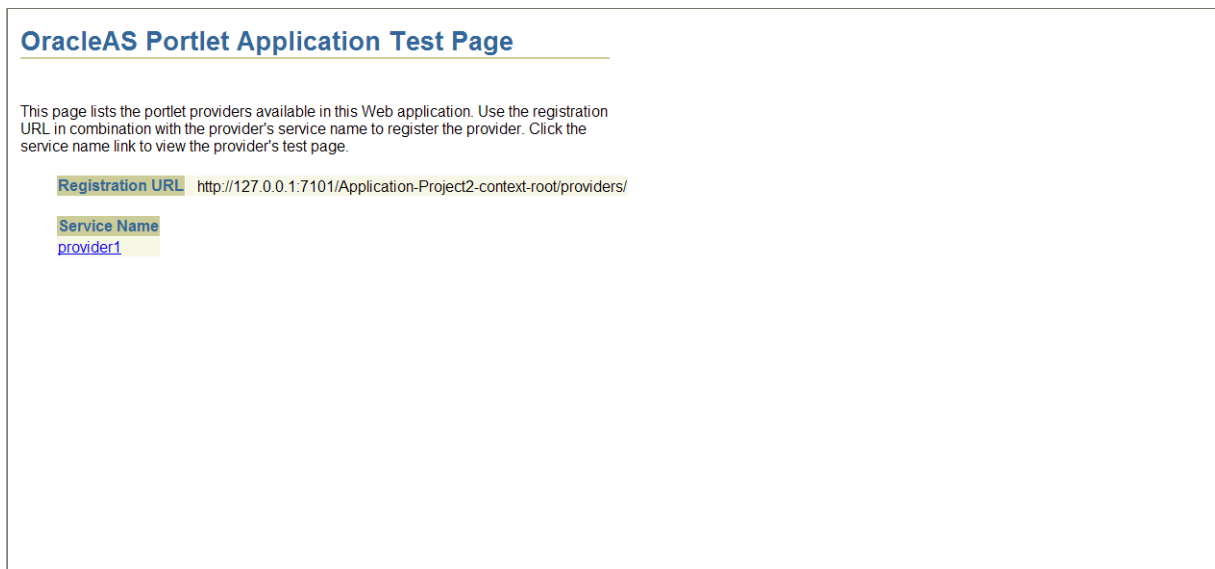 OracleAS Portlet Application Test Page
This page lists the portlet providers available in this Web application. Use the registration
URL in combination with the provider's service name to register the provider. Click the
service name link to view the provider's test page.
Registration URL http://127.0.0.1:7101/Application-Project2-context-root/providers/
Service Name
provider1